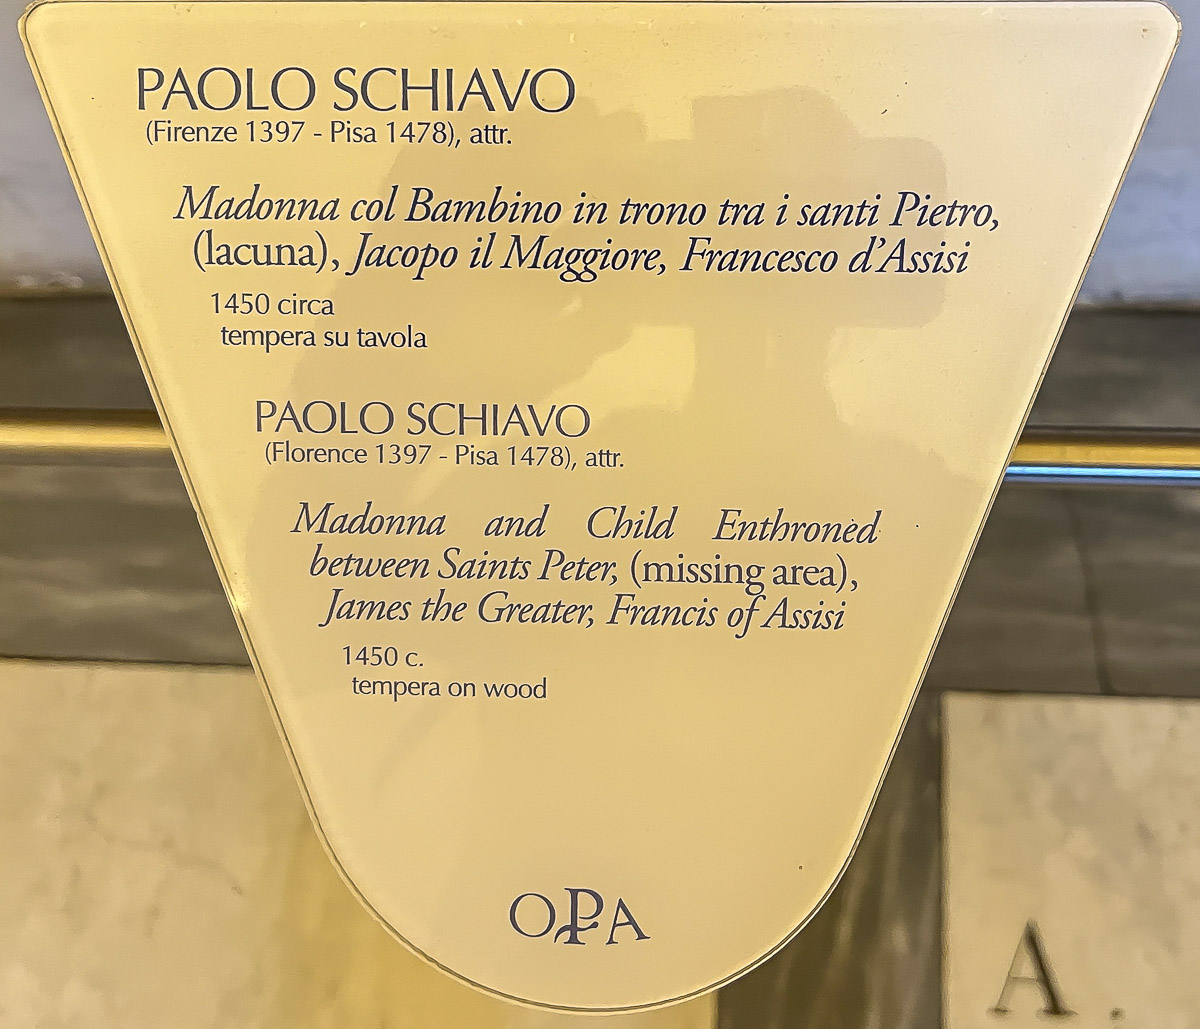 PAOLO SCHIAVO
(Firenze 1397 - Pisa 1478), attr.
Madonna col Bambino in trono tra i santi Pietro,
(lacuna), Jacopo il Maggiore, Francesco d'Assisi
1450 circa
tempera su tavola
PAOLO SCHIAVO
(Florence 1397 - Pisa 1478), attr.
Madonna and Child Enthroned
between Saints Peter, (missing area),
James the Greater, Francis of Assisi
1450 c.
tempera on wood
OPA
A.